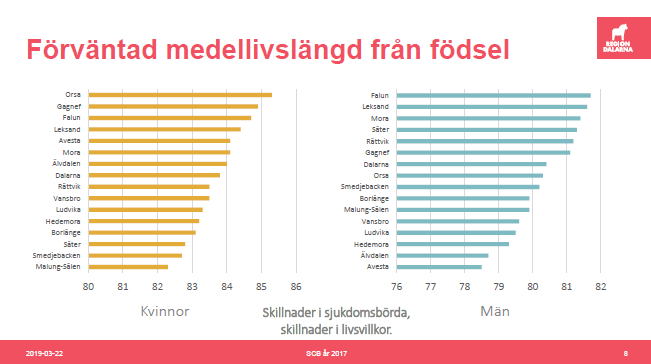 Förväntad medellivslängd från födsel
REGION
DALARNA
Orsa
Gagnef
Falun
Leksand
Avesta
Mora
Älvdalen
Dalarna
Rättvik
Vansbro
Ludvika
Hedemora
Borlänge
Säter
Smedjebacken
Malung-Sälen
80 81 82 83 84 85 86
Kvinnor
Falun
Leksand
Mora
Säter
Rättvik
Gagnef
Dalarna
Orsa
Smedjebacken
Borlänge
Malung-Sälen
Vansbro
Ludvika
Hedemora
Älvdalen
Avesta
76 77 78 79 80 81 82
Män
Skillnader i sjukdomsbörda,
skillnader i livsvillkor.
2019-03-22
SCB år 2017
8